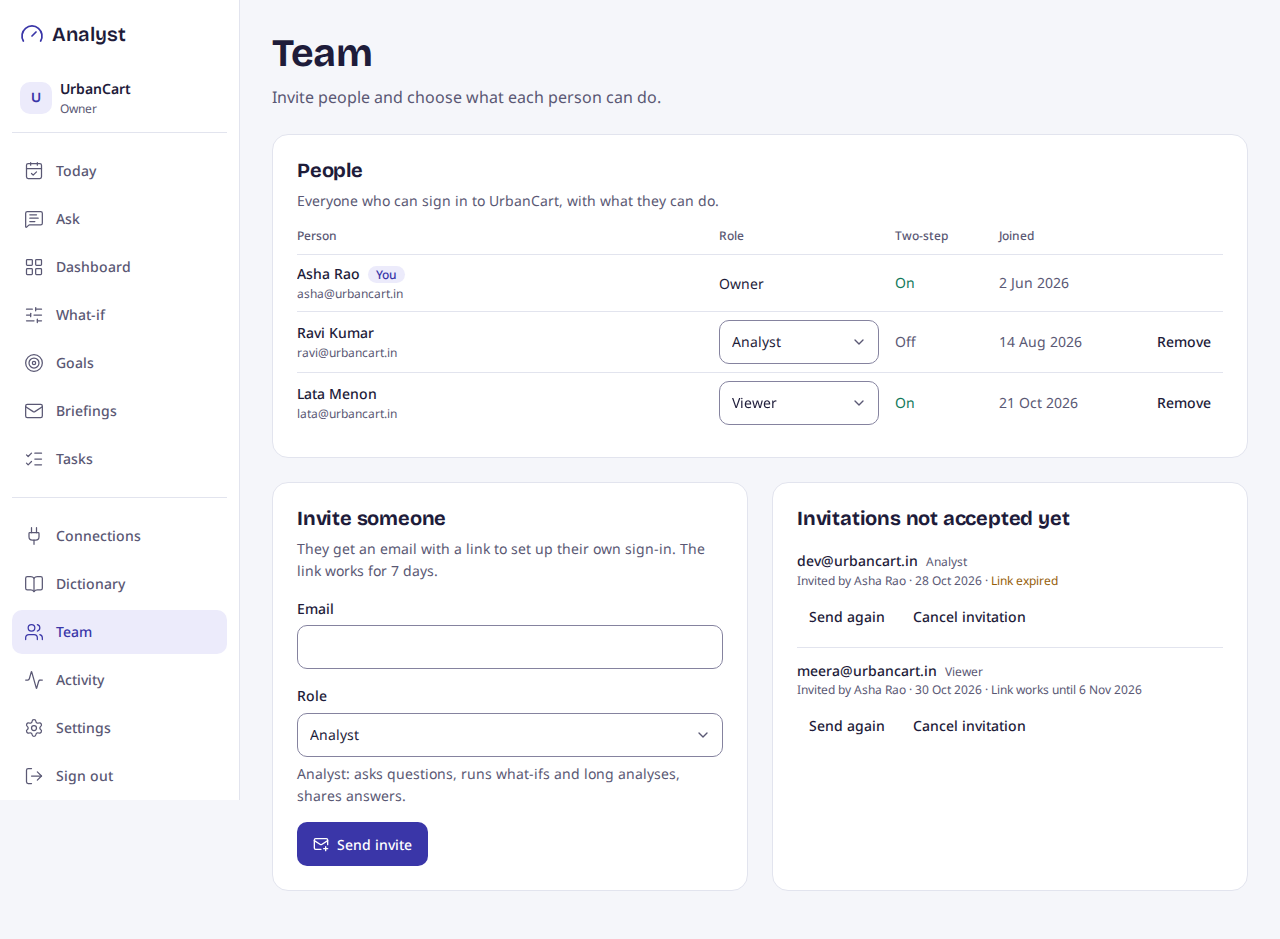 Analyst
U
UrbanCart
Owner
Today
Ask
Dashboard
What-if
Goals
Briefings
Tasks
Connections
Dictionary
Team
Activity
Settings
Sign out
Team
Invite people and choose what each person can do.
People
Everyone who can sign in to UrbanCart, with what they can do.
Person Role Two-step Joined
Asha Rao You
asha@urbancart.in
Owner On 2 Jun 2026
Ravi Kumar
ravi@urbancart.in
Analyst Off 14 Aug 2026 Remove
Lata Menon
lata@urbancart.in
Viewer On 21 Oct 2026 Remove
Invite someone
They get an email with a link to set up their own sign-in. The
link works for 7 days.
Email
Role
Analyst
Analyst: asks questions, runs what-ifs and long analyses,
shares answers.
Send invite
Invitations not accepted yet
dev@urbancart.in Analyst
Invited by Asha Rao · 28 Oct 2026 · Link expired
Send again Cancel invitation
meera@urbancart.in Viewer
Invited by Asha Rao · 30 Oct 2026 · Link works until 6 Nov 2026
Send again Cancel invitation